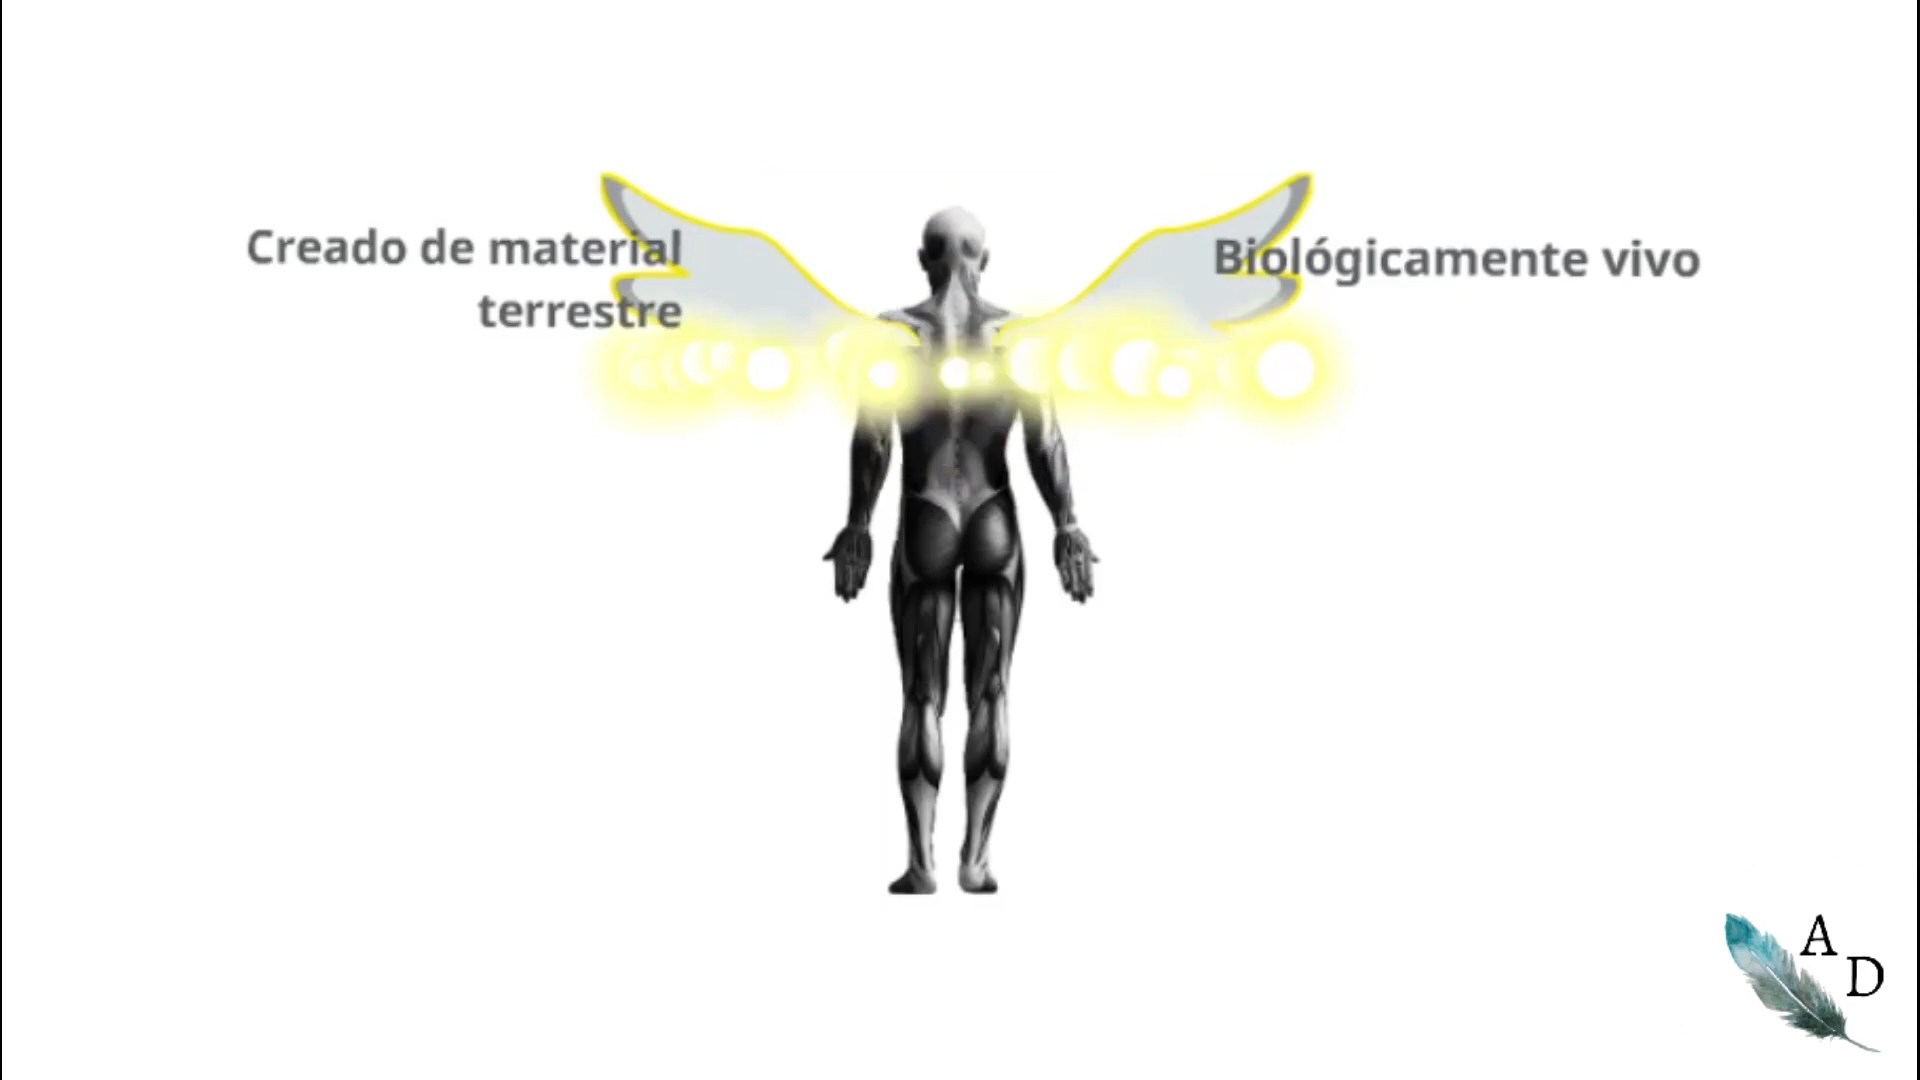 Creado de material
terrestre
Biológicamente vivo
A
D